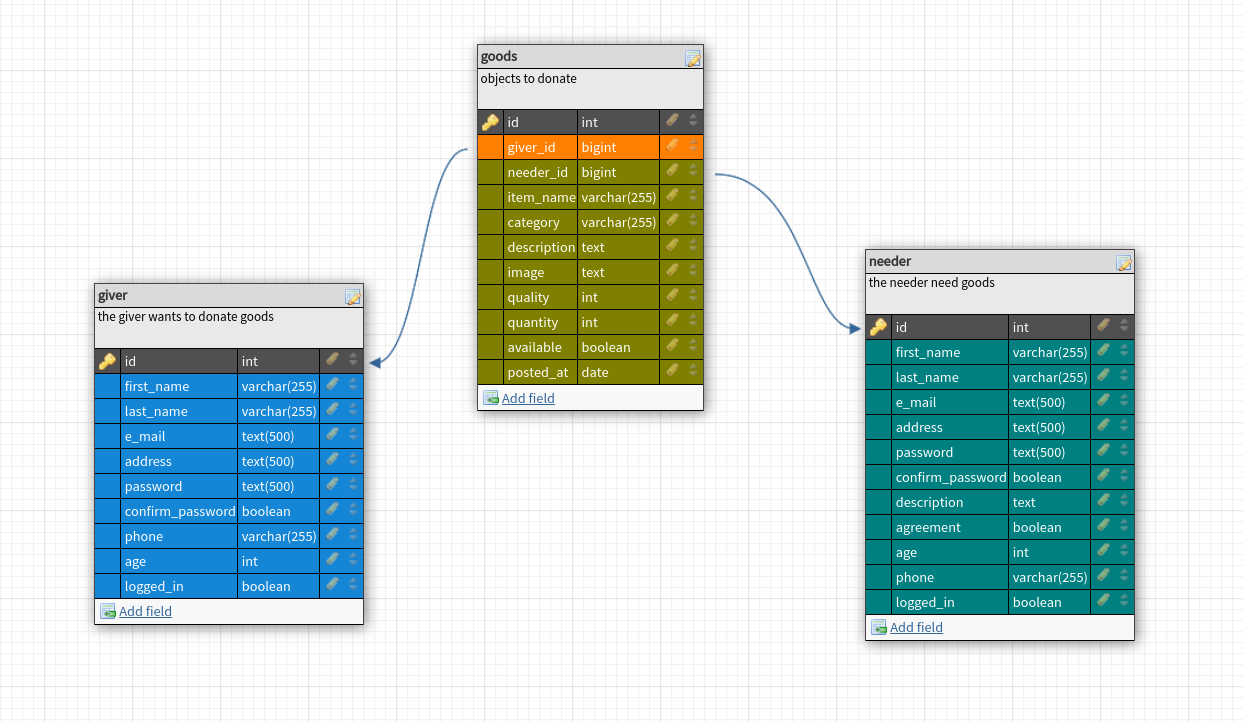 goods
objects to donate
id int
giver_id bigint
needer_id bigint
item_name varchar(255)
category varchar(255)
description text
image text
quality int
quantity int
available boolean
posted_at date
Add field
giver
the giver wants to donate goods
id int
first_name varchar(255)
last_name varchar(255)
e_mail text(500)
address text(500)
password text(500)
confirm_password boolean
phone varchar(255)
age int
logged_in boolean
Add field
needer
the needer need goods
id int
first_name varchar(255)
last_name varchar(255)
e_mail text(500)
address text(500)
password text(500)
confirm_password boolean
description text
agreement boolean
age int
phone varchar(255)
logged_in boolean
Add field